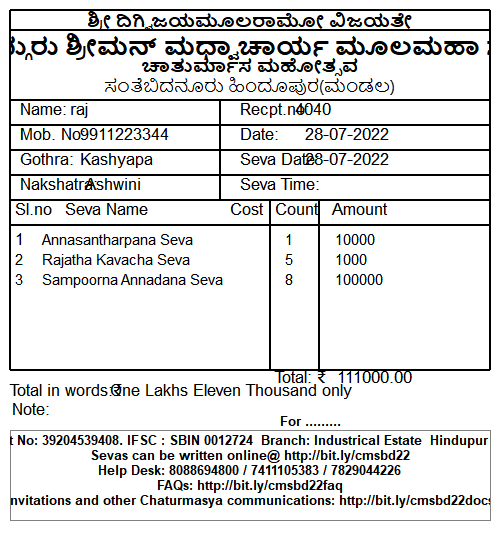 ಶ್ರೀ ದಿಗ್ವಿಜಯಮೂಲರಾಮೋ ವಿಜಯತೇ
ಶ್ರೀಮನ್ ಮಧ್ವಾಚಾರ್ಯ ಮೂಲಮಹಾ
ಚಾತುರ್ಮಾಸ ಮಹೋತ್ಸವ
ಸಂತೇಬಿದನೂರು ಹಿಂದೂಪುರ(ಮಂಡಲ)
Name: raj Recpt.no 4040
Mob. No 9911223344 Date: 28-07-2022
Gothra: Kashyapa Seva Date 28-07-2022
Nakshatra Ashwini Seva Time:
Sl.no Seva Name Cost Count Amount
1 Annasantharpana Seva 1 10000
2 Rajatha Kavacha Seva 5 1000
3 Sampoorna Annadana Seva 8 100000
Total: ₹ 111000.00
Total in words:₹ One Lakhs Eleven Thousand only
Note:
For .........
t No: 39204539408. IFSC : SBIN 0012724 Branch: Industrical Estate Hindupur
Sevas can be written online@ http://bit.ly/cmsbd22
Help Desk: 8088694800 / 7411105383 / 7829044226
FAQs: http://bit.ly/cmsbd22faq
nvitations and other Chaturmasya communications: http://bit.ly/cmsbd22docs